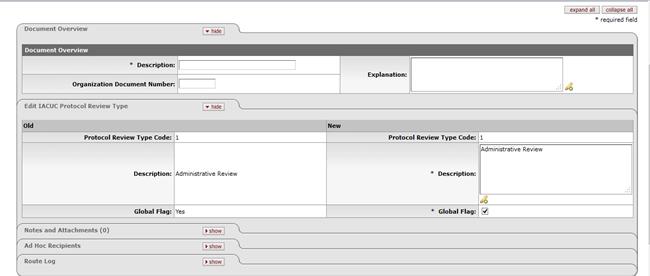 expand all collapse all
* required field
Document Overview hide
Document Overview
* Description: Explanation:
Organization Document Number:
Edit IACUC Protocol Review Type hide
Old New
Protocol Review Type Code: 1 Protocol Review Type Code: 1
Description: Administrative Review * Description: Administrative Review
Global Flag: Yes * Global Flag:
Notes and Attachments (0) show
Ad Hoc Recipients show
Route Log show